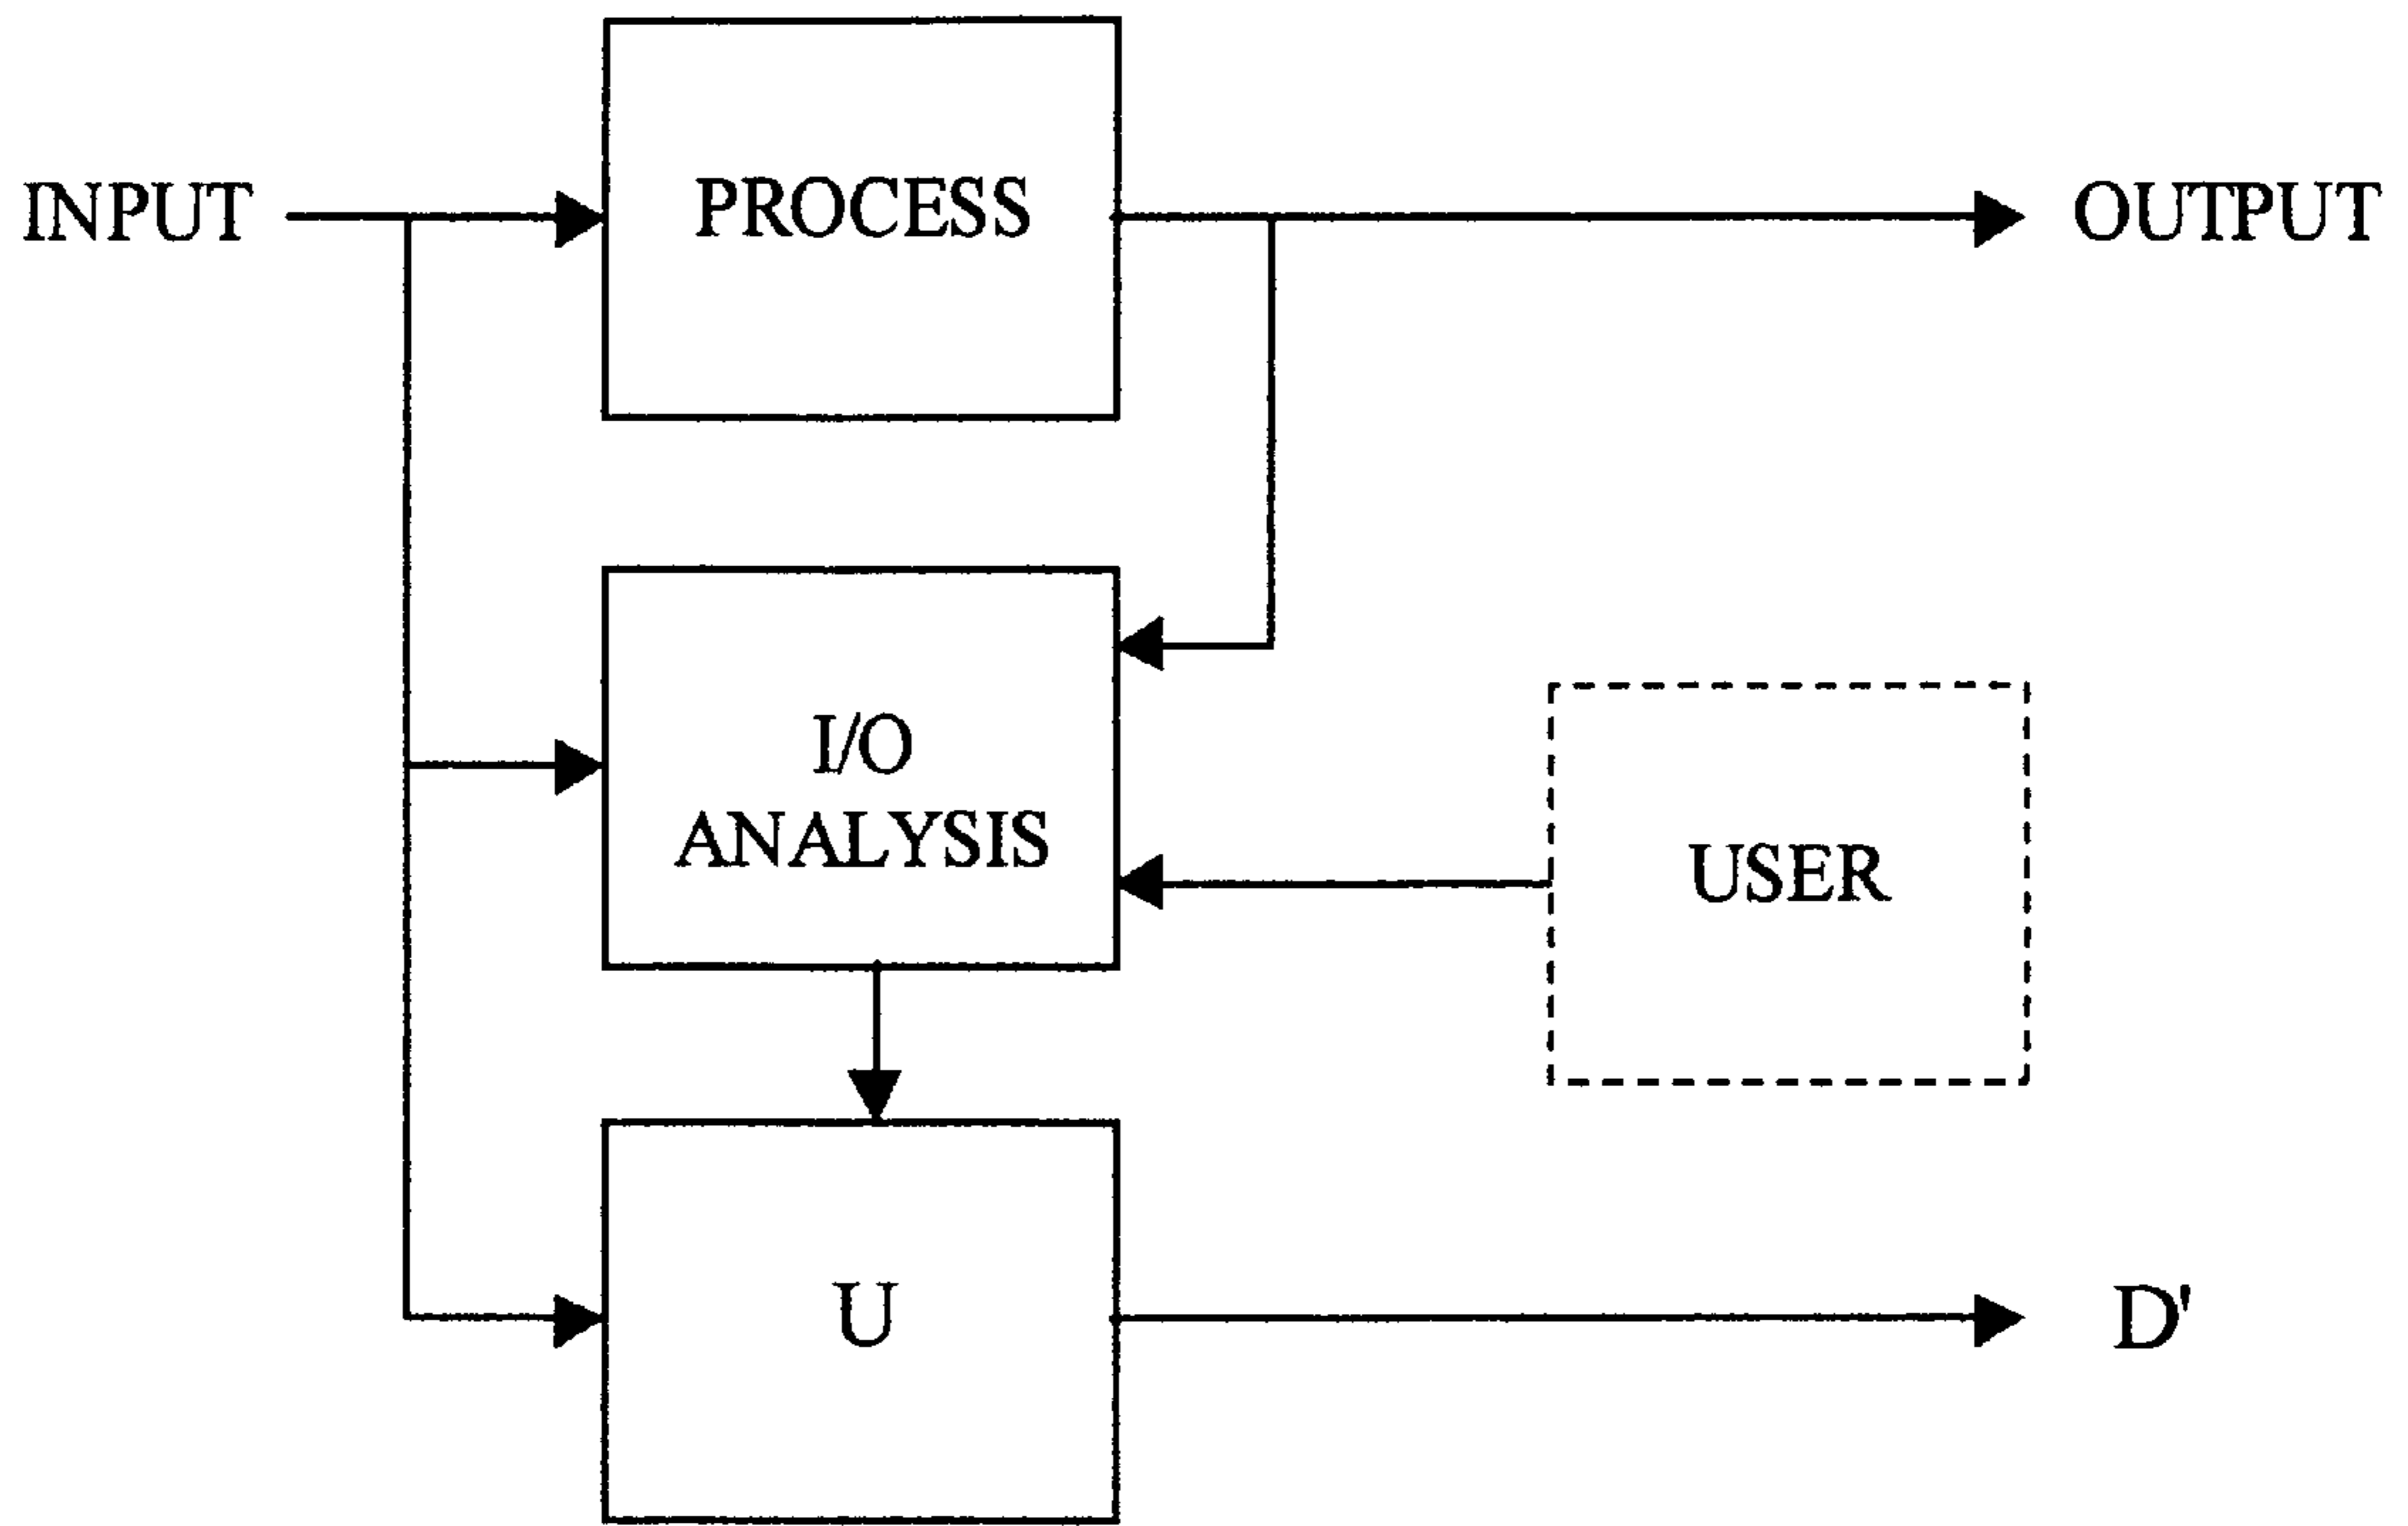 INPUT
PROCESS
OUTPUT
I/O
ANALYSIS
USER
U
D'